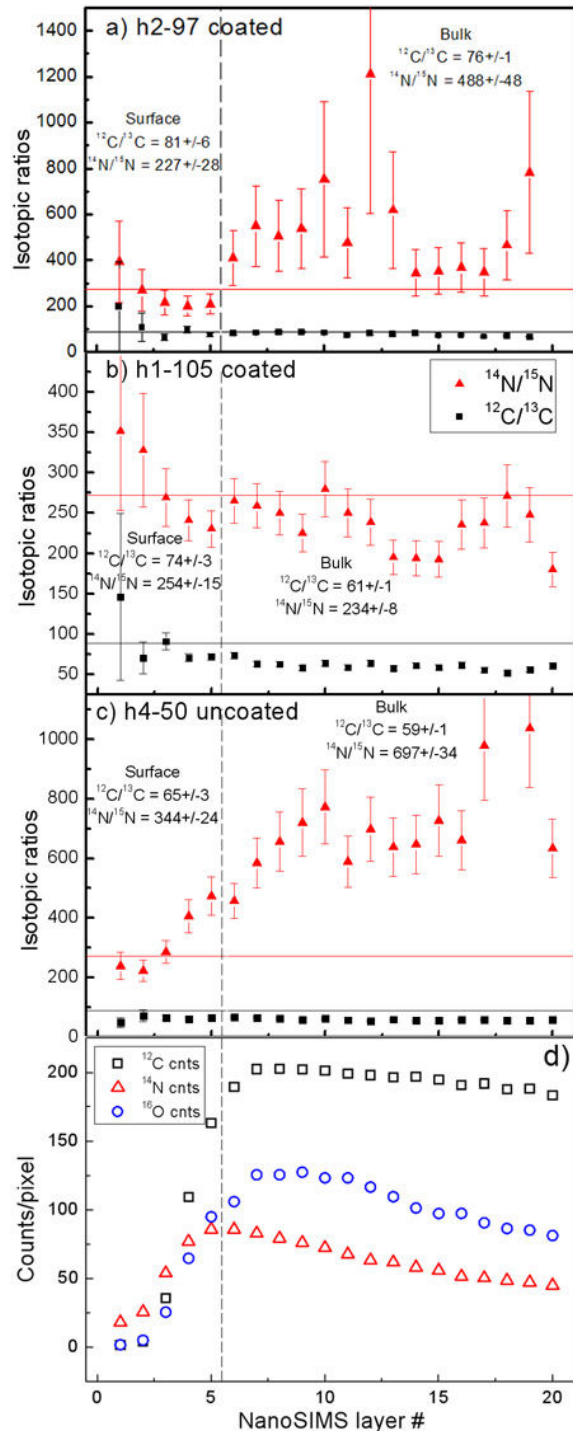 a) h2-97 coated
Bulk
¹²C/¹³C = 76+/-1
¹⁴N/¹⁵N = 488+/-48
Surface
¹²C/¹³C = 81+/-6
¹⁴N/¹⁵N = 227+/-28
Isotopic ratios
1400
1200
1000
800
600
400
200
0
b) h1-105 coated
¹⁴N/¹⁵N
¹²C/¹³C
Surface
¹²C/¹³C = 74+/-3
¹⁴N/¹⁵N = 254+/-15
Bulk
¹²C/¹³C = 61+/-1
¹⁴N/¹⁵N = 234+/-8
Isotopic ratios
400
350
300
250
200
150
100
50
c) h4-50 uncoated
Bulk
¹²C/¹³C = 59+/-1
¹⁴N/¹⁵N = 697+/-34
Surface
¹²C/¹³C = 65+/-3
¹⁴N/¹⁵N = 344+/-24
Isotopic ratios
1000
800
600
400
200
0
d)
¹²C cnts
¹⁴N cnts
¹⁶O cnts
Counts/pixel
200
150
100
50
0
0 5 10 15 20
NanoSIMS layer #